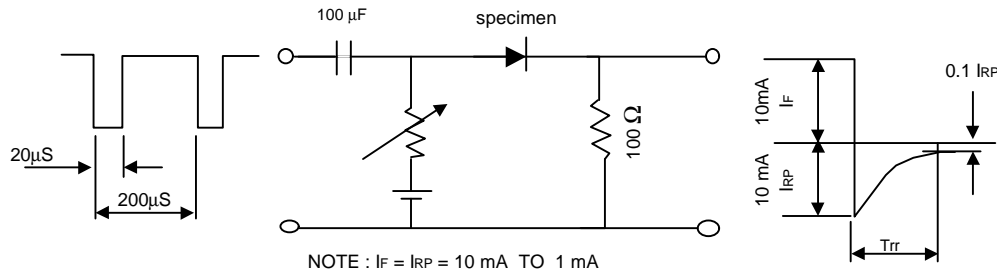 100 µF
specimen
20µS
200µS
100 Ω
10mA
IF
10 mA
IRP
0.1 IRP
Trr
NOTE : IF = IRP = 10 mA TO 1 mA